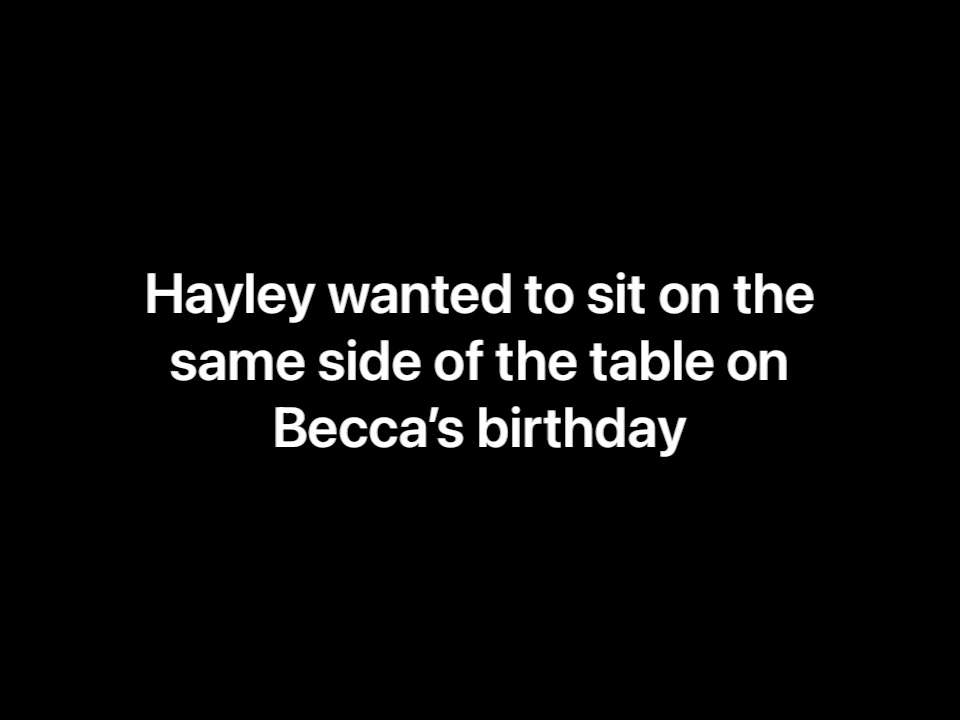 Hayley wanted to sit on the
same side of the table on
Becca’s birthday